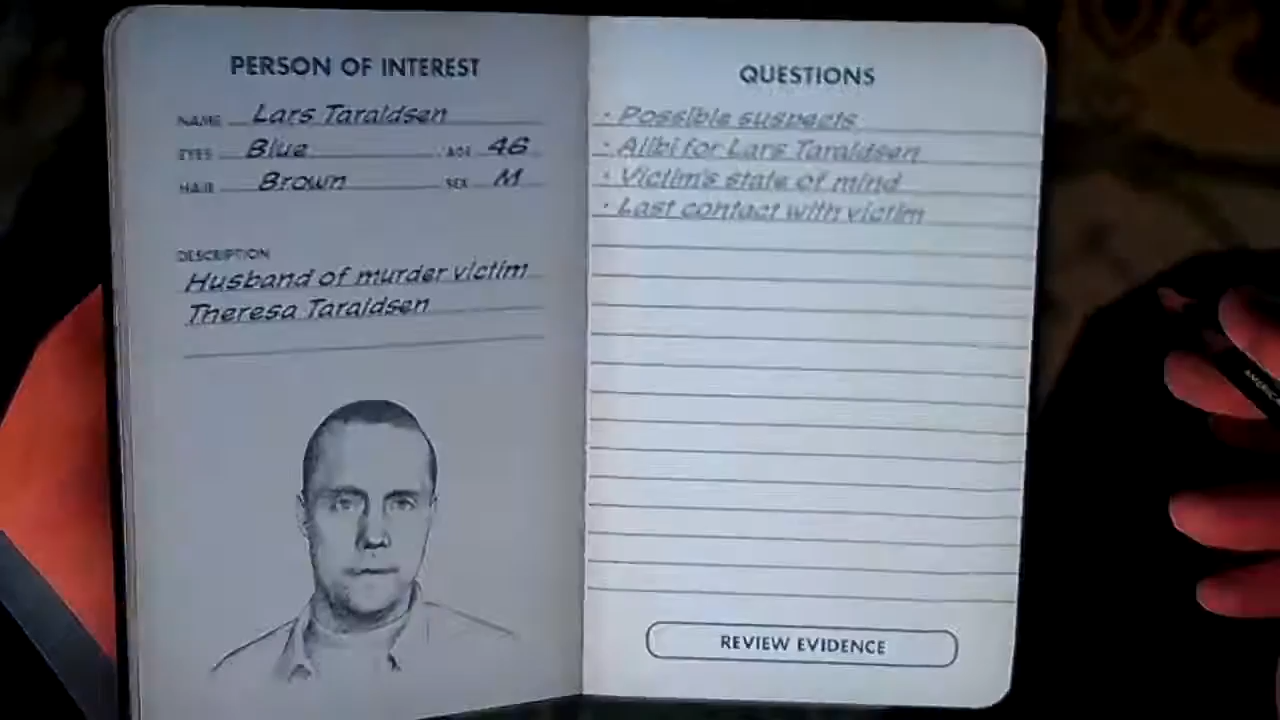 PERSON OF INTEREST
NAME Lars Taraldsen
EYES Blue AGE 46
HAIR Brown SEX M
DESCRIPTION
Husband of murder victim
Theresa Taraldsen
QUESTIONS
· Possible suspects
· Alibi for Lars Taraldsen
· Victim's state of mind
· Last contact with victim
REVIEW EVIDENCE